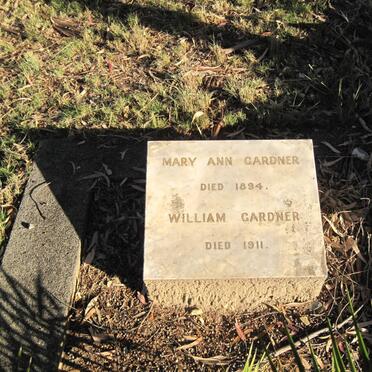 MARY ANN GARDNER
DIED 1894.
WILLIAM GARDNER
DIED 1911.